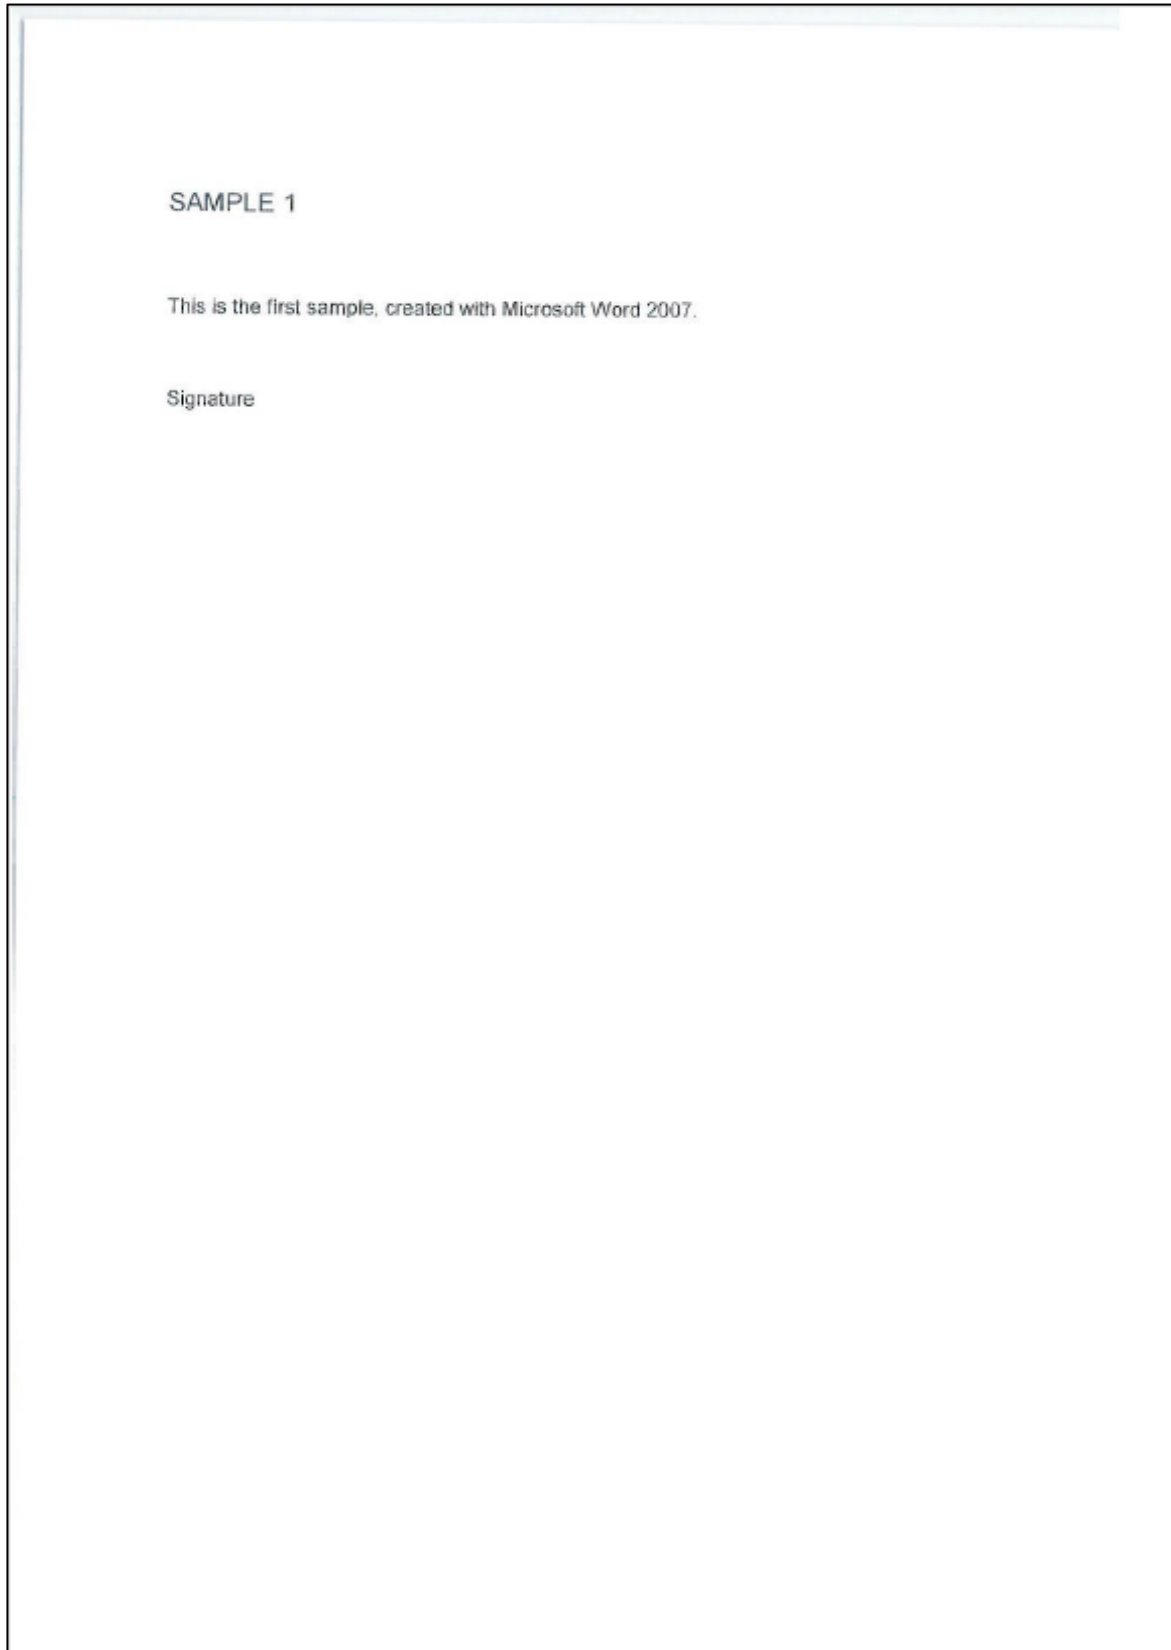 SAMPLE 1
This is the first sample, created with Microsoft Word 2007.
Signature